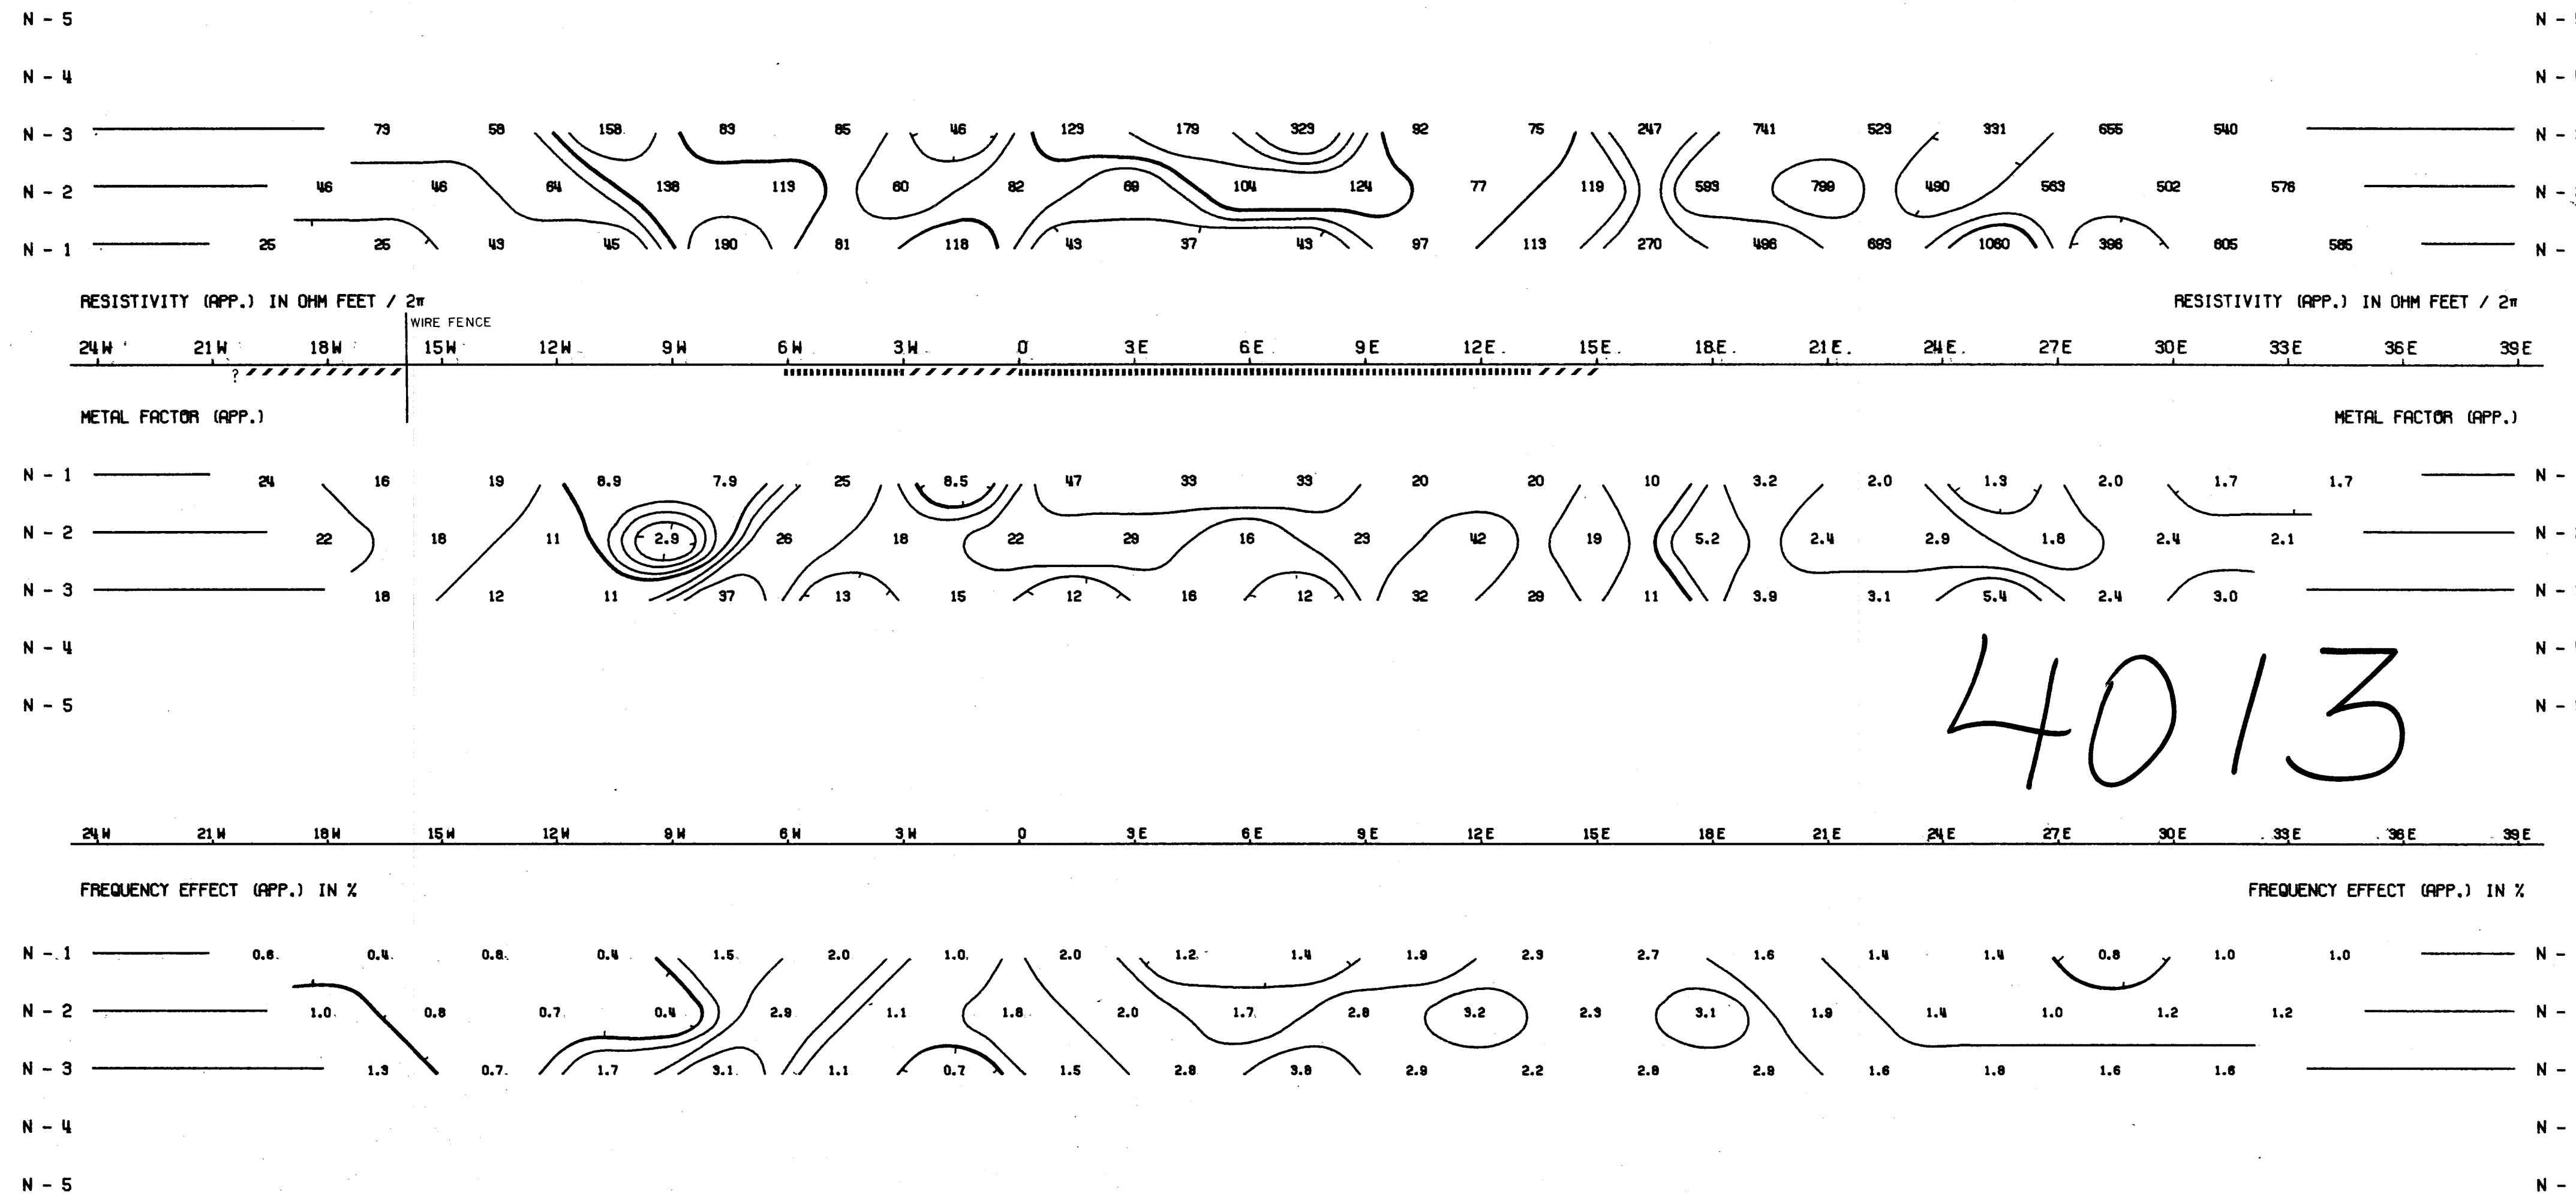 N - 5 N -
N - 4 N -
N - 3 73 58 158 83 85 46 123 179 323 92 75 247 741 523 331 655 540 N -
N - 2 46 46 64 138 113 60 82 69 104 124 77 119 593 799 490 563 502 576 N -
N - 1 25 25 43 45 190 81 118 43 37 43 97 113 270 496 693 1060 396 605 585 N -
RESISTIVITY (APP.) IN OHM FEET / 2π RESISTIVITY (APP.) IN OHM FEET / 2π
WIRE FENCE
24W 21W 18W 15W 12W 9W 6W 3W 0 3E 6E 9E 12E 15E 18E 21E 24E 27E 30E 33E 36E 39E
?
METAL FACTOR (APP.) METAL FACTOR (APP.)
N - 1 24 16 19 8.9 7.9 25 8.5 47 33 33 20 20 10 3.2 2.0 1.3 2.0 1.7 1.7 N -
N - 2 22 18 11 2.9 26 18 22 29 16 23 42 19 5.2 2.4 2.9 1.8 2.4 2.1 N -
N - 3 18 12 11 37 13 15 12 16 12 32 29 11 3.9 3.1 5.4 2.4 3.0 N -
N - 4 N -
N - 5 N -
4013
24W 21W 18W 15W 12W 9W 6W 3W 0 3E 6E 9E 12E 15E 18E 21E 24E 27E 30E 33E 36E 39E
FREQUENCY EFFECT (APP.) IN % FREQUENCY EFFECT (APP.) IN %
N - 1 0.6 0.4 0.8 0.4 1.5 2.0 1.0 2.0 1.2 1.4 1.9 2.3 2.7 1.6 1.4 1.4 0.8 1.0 1.0 N -
N - 2 1.0 0.8 0.7 0.4 2.9 1.1 1.8 2.0 1.7 2.8 3.2 2.3 3.1 1.9 1.4 1.0 1.2 1.2 N -
N - 3 1.3 0.7 1.7 3.1 1.1 0.7 1.5 2.8 3.8 2.9 2.2 2.8 2.9 1.6 1.8 1.6 1.6 N -
N - 4 N -
N - 5 N -